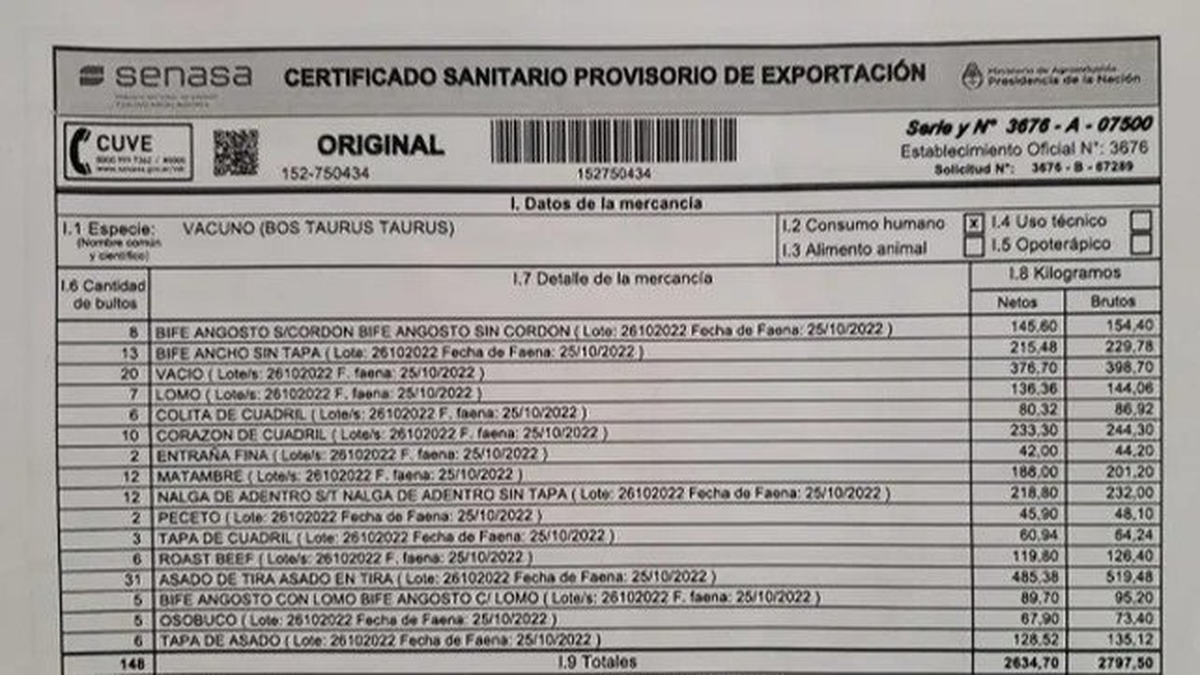 senasa
CERTIFICADO SANITARIO PROVISORIO DE EXPORTACIÓN
Ministerio de Agroindustria
Presidencia de la Nación
CUVE
ORIGINAL
152-750434
152750434
Serie y N° 3676 - A - 07500
Establecimiento Oficial N°: 3676
Solicitud N°: 3676 - B - 67289
I. Datos de la mercancía
I.1 Especie: VACUNO (BOS TAURUS TAURUS)
(Nombre común
y científico)
I.2 Consumo humano x I.4 Uso técnico
I.3 Alimento animal I.5 Opoterápico
I.6 Cantidad
de bultos
I.7 Detalle de la mercancía
I.8 Kilogramos
Netos Brutos
8 BIFE ANGOSTO S/CORDON BIFE ANGOSTO SIN CORDON ( Lote: 26102022 Fecha de Faena: 25/10/2022 ) 145,60 154,40
13 BIFE ANCHO SIN TAPA ( Lote: 26102022 Fecha de Faena: 25/10/2022 ) 215,48 229,78
20 VACIO ( Lote/s: 26102022 F. faena: 25/10/2022 ) 376,70 398,70
7 LOMO ( Lote/s: 26102022 F. faena: 25/10/2022 ) 136,36 144,06
6 COLITA DE CUADRIL ( Lote/s: 26102022 F. faena: 25/10/2022 ) 80,32 86,92
10 CORAZON DE CUADRIL ( Lote/s: 26102022 F. faena: 25/10/2022 ) 233,30 244,30
2 ENTRAÑA FINA ( Lote/s: 26102022 F. faena: 25/10/2022 ) 42,00 44,20
12 MATAMBRE ( Lote/s: 26102022 F. faena: 25/10/2022 ) 188,00 201,20
12 NALGA DE ADENTRO S/T NALGA DE ADENTRO SIN TAPA ( Lote: 26102022 Fecha de Faena: 25/10/2022 ) 218,80 232,00
2 PECETO ( Lote: 26102022 Fecha de Faena: 25/10/2022 ) 45,90 48,10
3 TAPA DE CUADRIL ( Lote: 26102022 Fecha de Faena: 25/10/2022 ) 60,94 64,24
6 ROAST BEEF ( Lote/s: 26102022 F. faena: 25/10/2022 ) 119,80 126,40
31 ASADO DE TIRA ASADO EN TIRA ( Lote: 26102022 Fecha de Faena: 25/10/2022 ) 485,38 519,48
5 BIFE ANGOSTO CON LOMO BIFE ANGOSTO C/ LOMO ( Lote/s: 26102022 F. faena: 25/10/2022 ) 89,70 95,20
5 OSOBUCO ( Lote: 26102022 Fecha de Faena: 25/10/2022 ) 67,90 73,40
6 TAPA DE ASADO ( Lote: 26102022 Fecha de Faena: 25/10/2022 ) 128,52 135,12
148 I.9 Totales 2634,70 2797,50